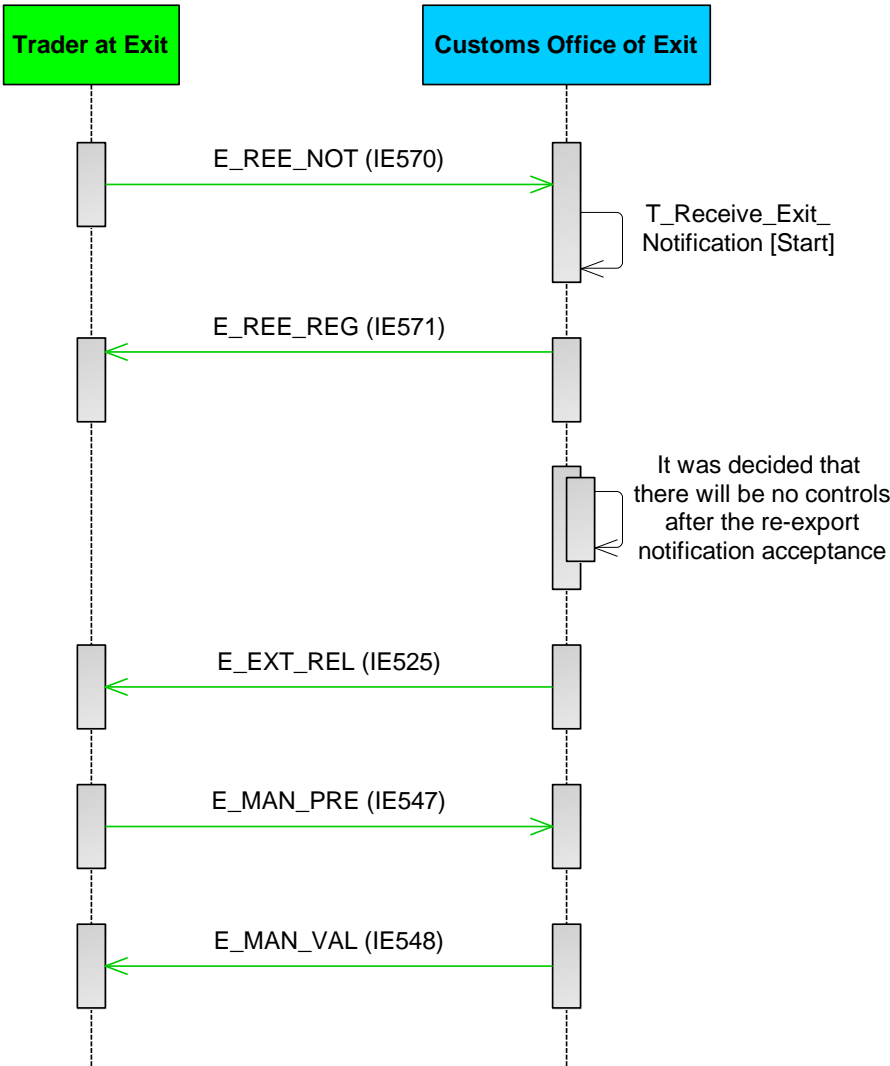 Trader at Exit
Customs Office of Exit
E_REE_NOT (IE570)
T_Receive_Exit_
Notification [Start]
E_REE_REG (IE571)
It was decided that
there will be no controls
after the re-export
notification acceptance
E_EXT_REL (IE525)
E_MAN_PRE (IE547)
E_MAN_VAL (IE548)